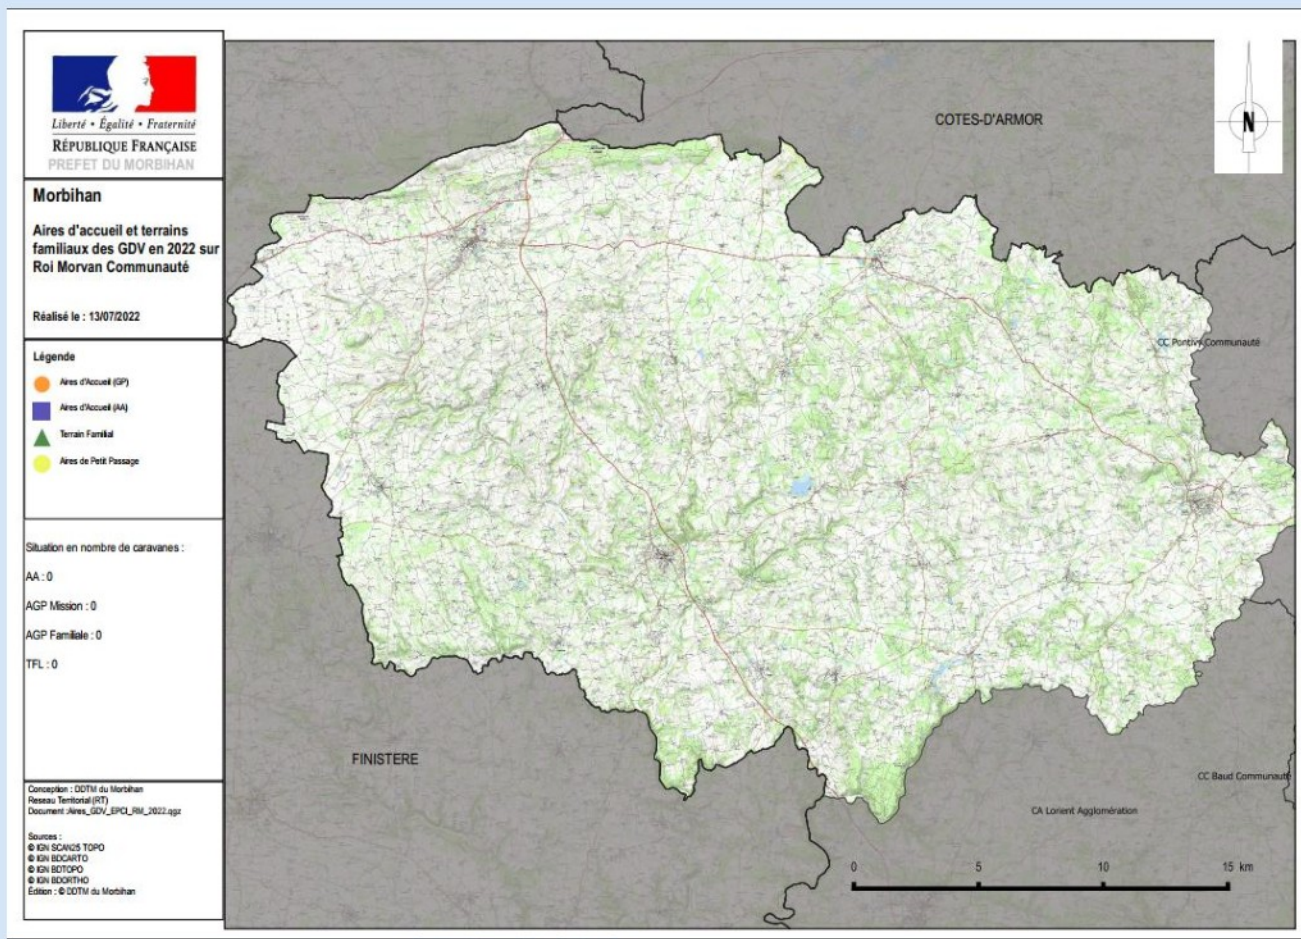 Liberté • Égalité • Fraternité
RÉPUBLIQUE FRANÇAISE
PREFET DU MORBIHAN
Morbihan
Aires d'accueil et terrains
familiaux des GDV en 2022 sur
Roi Morvan Communauté
Réalisé le : 13/07/2022
Légende
Aires d'Accueil (GP)
Aires d'Accueil (AA)
Terrain Familial
Aires de Petit Passage
Situation en nombre de caravanes :
AA : 0
AGP Mission : 0
AGP Familiale : 0
TFL : 0
Conception : DDTM du Morbihan
Reseau Territorial (RT)
Document :Aires_GDV_EPCI_RM_2022.qgz
Sources :
© IGN SCAN25 TOPO
© IGN BDCARTO
© IGN BDTOPO
© IGN BDORTHO
Édition : © DDTM du Morbihan
COTES-D'ARMOR
N
CC Pontivy Communauté
FINISTERE
CC Baud Communauté
CA Lorient Agglomération
0 5 10 15 km